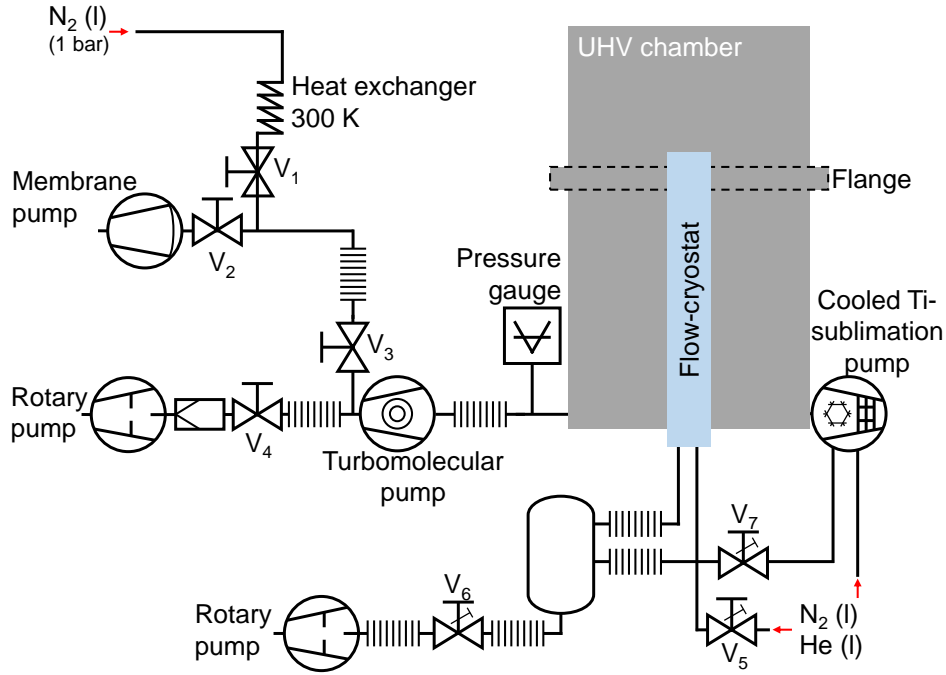 N₂ (l)
(1 bar)
Heat exchanger
300 K
V₁
Membrane
pump
V₂
UHV chamber
Flange
Flow-cryostat
Pressure
gauge
Cooled Ti-
sublimation
pump
V₃
Rotary
pump
V₄
Turbomolecular
pump
V₇
V₆
Rotary
pump
V₅
N₂ (l)
He (l)